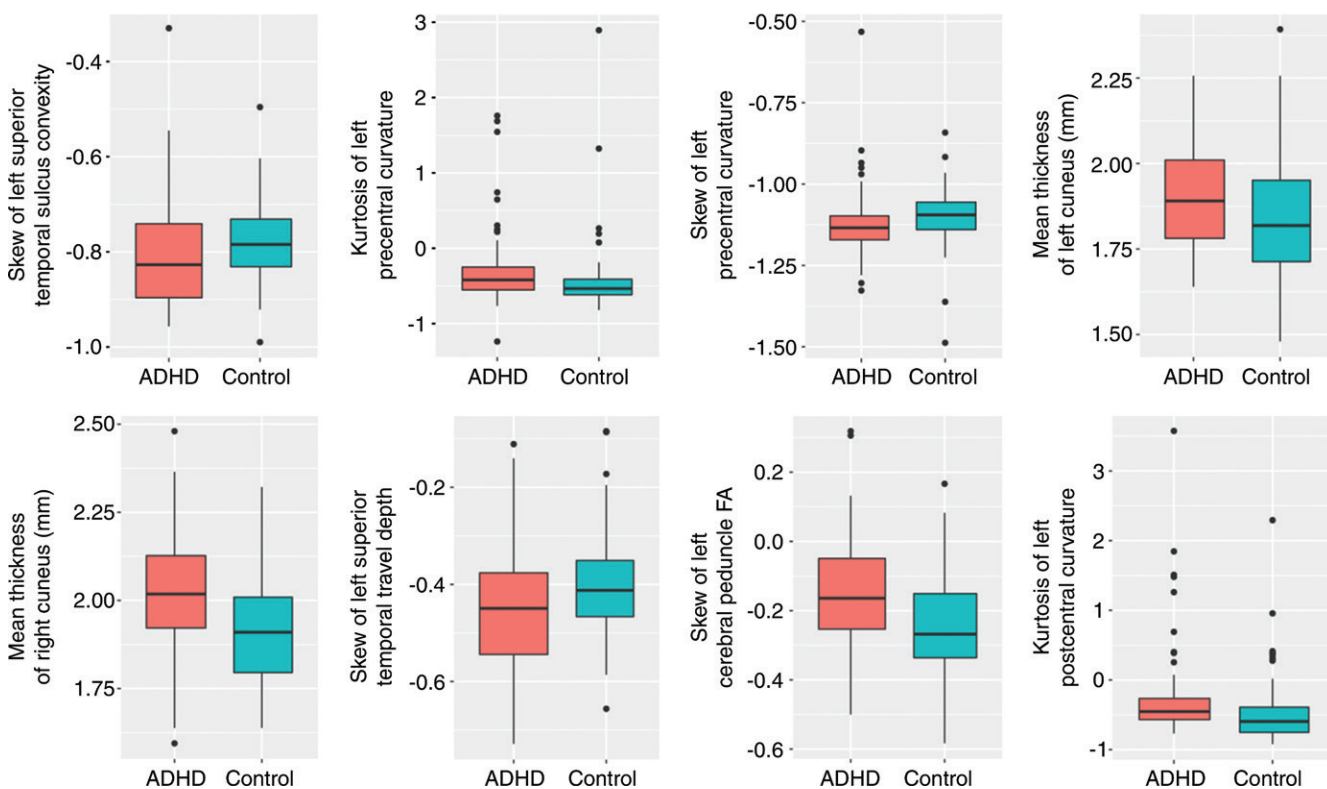 Skew of left superior
temporal sulcus convexity
-0.4
-0.6
-0.8
-1.0
ADHD Control
Kurtosis of left
precentral curvature
3
2
1
0
-1
ADHD Control
Skew of left
precentral curvature
-0.50
-0.75
-1.00
-1.25
-1.50
ADHD Control
Mean thickness
of left cuneus (mm)
2.25
2.00
1.75
1.50
ADHD Control
Mean thickness
of right cuneus (mm)
2.50
2.25
2.00
1.75
ADHD Control
Skew of left superior
temporal travel depth
-0.2
-0.4
-0.6
ADHD Control
Skew of left
cerebral peduncle FA
0.2
0.0
-0.2
-0.4
-0.6
ADHD Control
Kurtosis of left
postcentral curvature
3
2
1
0
-1
ADHD Control